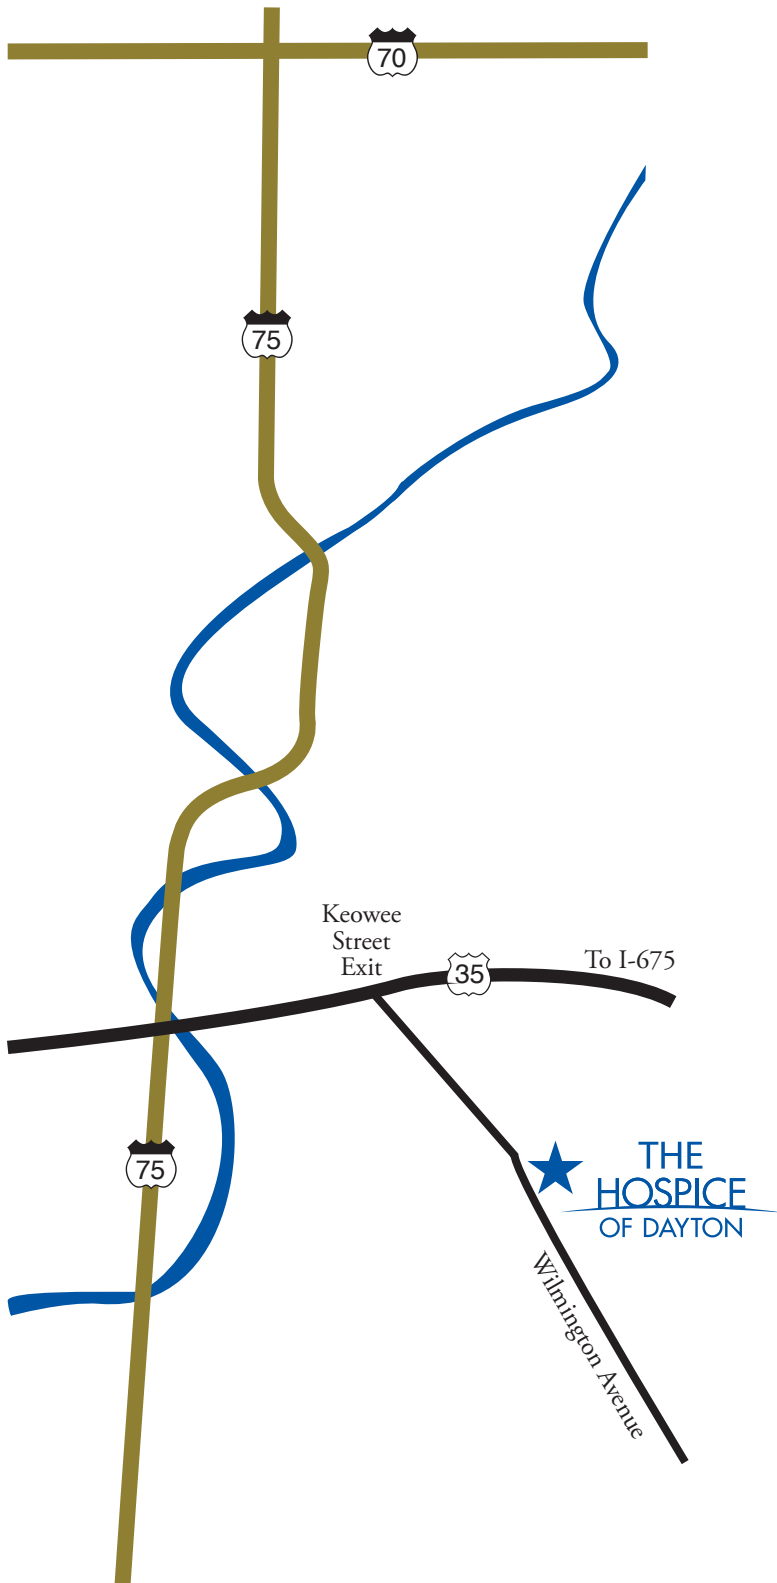 70
75
Keowee
Street
Exit
35
To I-675
75
THE
HOSPICE
OF DAYTON
Wilmington Avenue